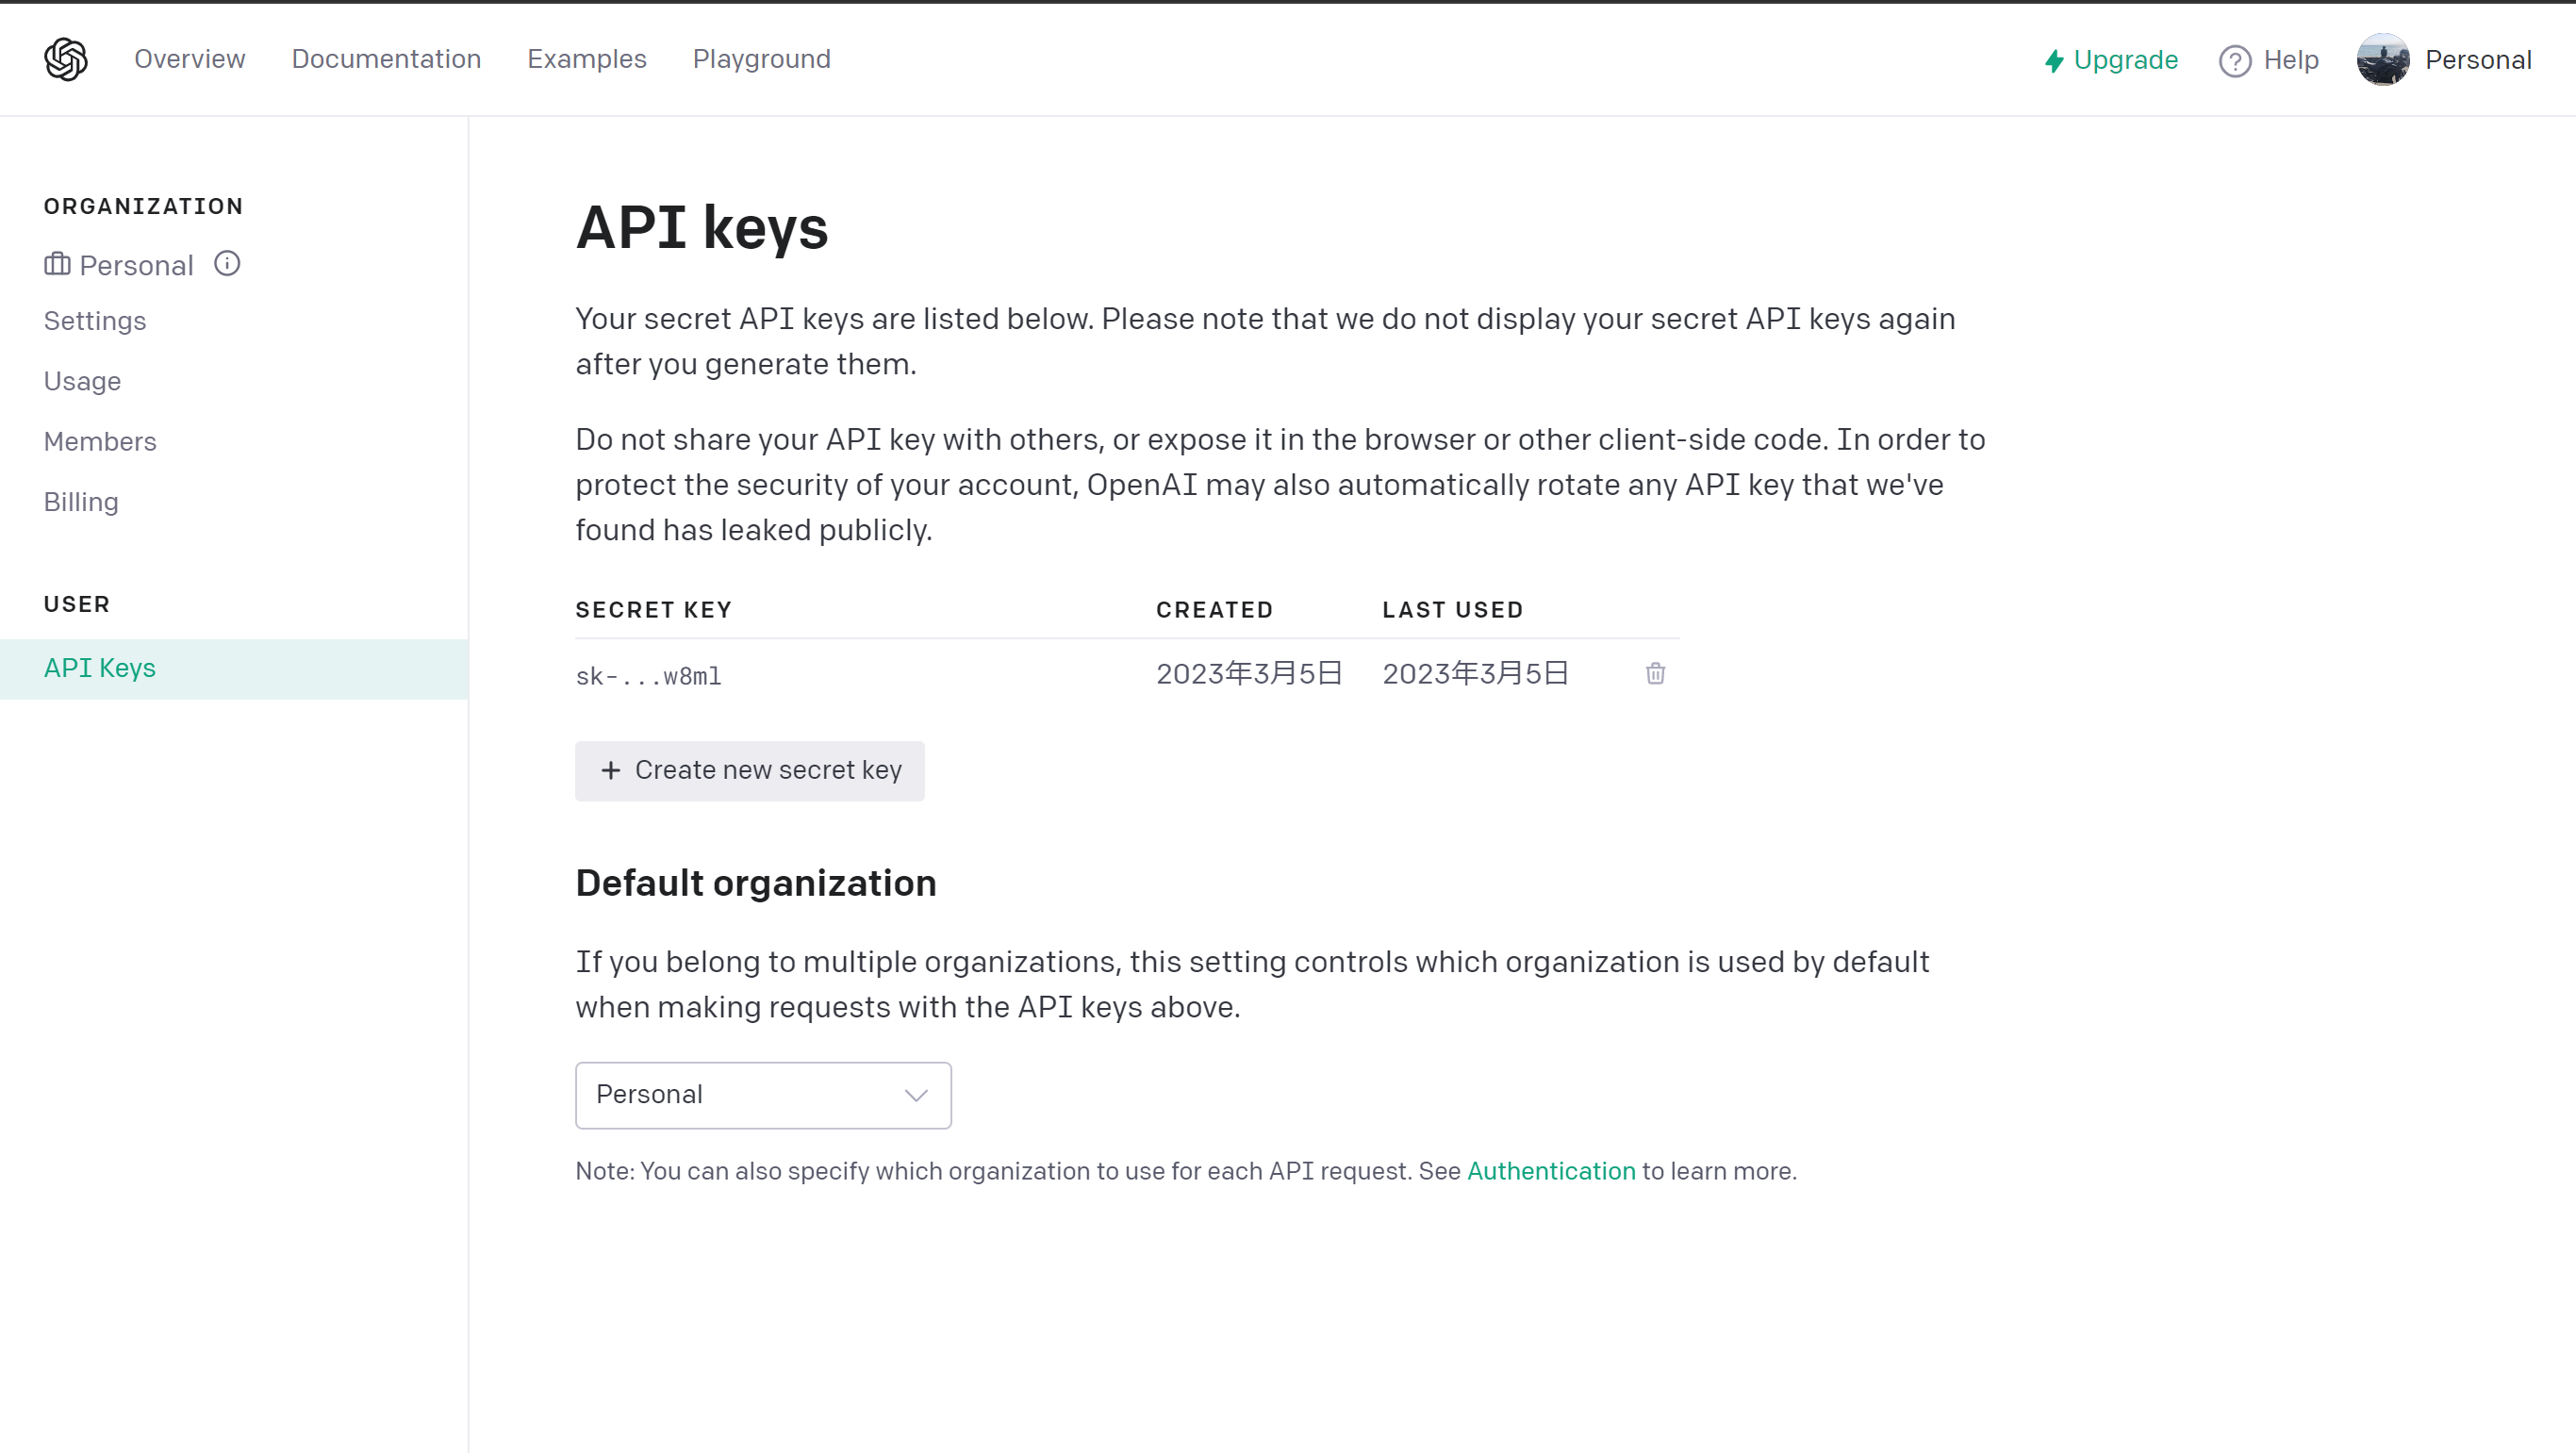 Overview Documentation Examples Playground
Upgrade Help Personal
ORGANIZATION
Personal
Settings
Usage
Members
Billing
USER
API Keys
API keys
Your secret API keys are listed below. Please note that we do not display your secret API keys again
after you generate them.
Do not share your API key with others, or expose it in the browser or other client-side code. In order to
protect the security of your account, OpenAI may also automatically rotate any API key that we've
found has leaked publicly.
SECRET KEY CREATED LAST USED
sk-...w8ml 2023年3月5日 2023年3月5日
+ Create new secret key
Default organization
If you belong to multiple organizations, this setting controls which organization is used by default
when making requests with the API keys above.
Personal
Note: You can also specify which organization to use for each API request. See Authentication to learn more.